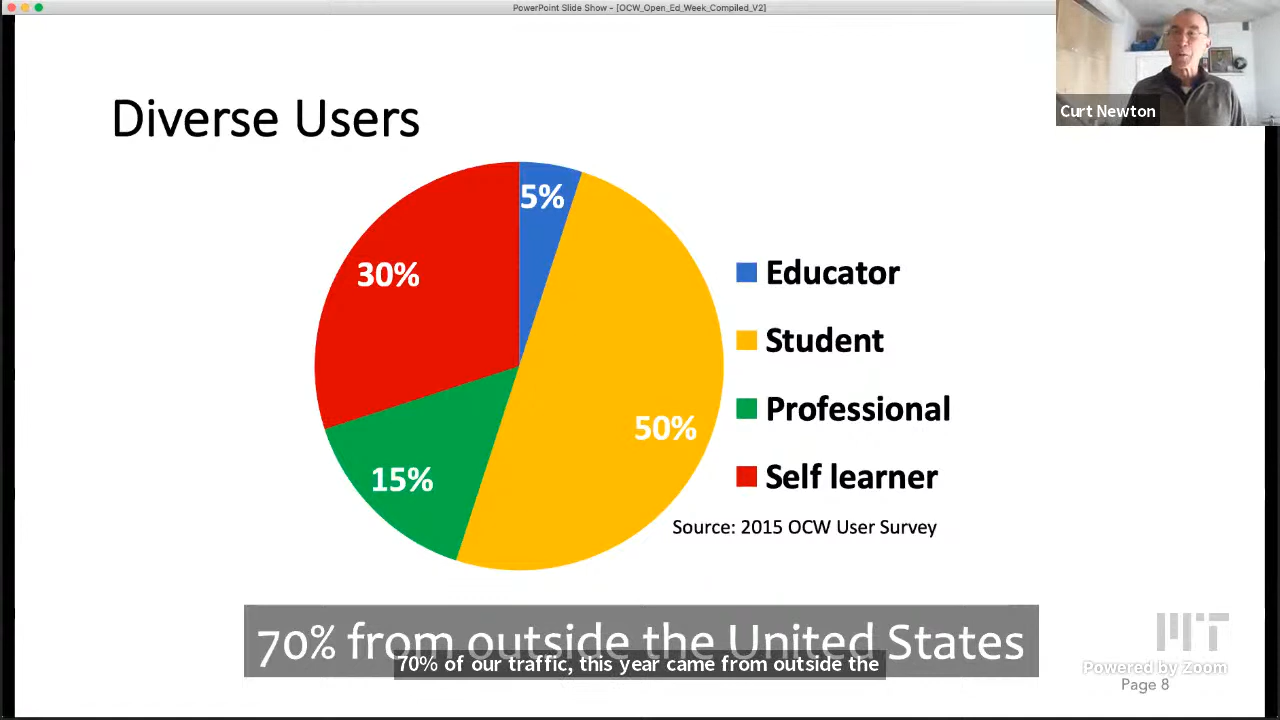 PowerPoint Slide Show - [OCW_Open_Ed_Week_Compiled_V2]
Curt Newton
Diverse Users
5%
30%
50%
15%
Educator
Student
Professional
Self learner
Source: 2015 OCW User Survey
70% from outside the United States
70% of our traffic, this year came from outside the
MIT
Powered by Zoom
Page 8